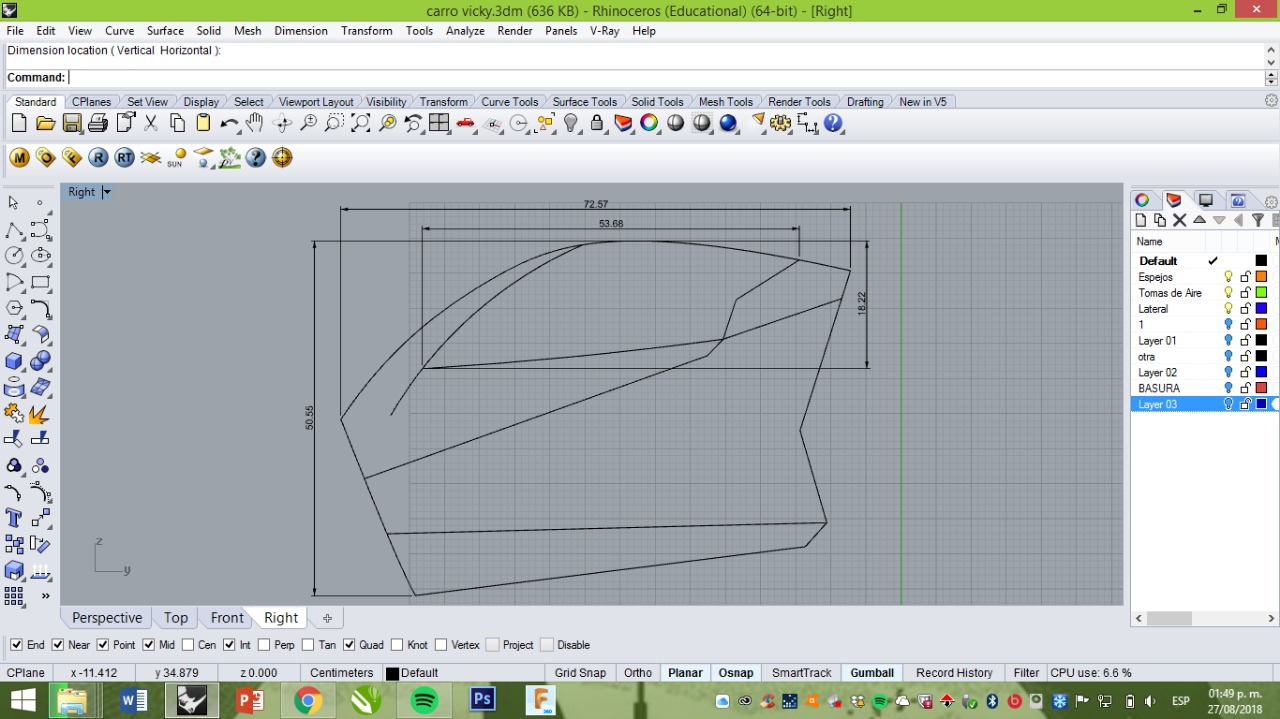 carro vicky.3dm (636 KB) - Rhinoceros (Educational) (64-bit) - [Right]
File Edit View Curve Surface Solid Mesh Dimension Transform Tools Analyze Render Panels V-Ray Help
Dimension location ( Vertical Horizontal ):
Command:
Standard CPlanes Set View Display Select Viewport Layout Visibility Transform Curve Tools Surface Tools Solid Tools Mesh Tools Render Tools Drafting New in V5
M O F R RT SUN
Right
72.57
53.68
18.22
50.55
z
y
Name
Default
Espejos
Tomas de Aire
Lateral
1
Layer 01
otra
Layer 02
BASURA
Layer 03
Perspective Top Front Right
End Near Point Mid Cen Int Perp Tan Quad Knot Vertex Project Disable
CPlane x -11.412 y 34.879 z 0.000 Centimeters Default Grid Snap Ortho Planar Osnap SmartTrack Gumball Record History Filter CPU use: 6.6 %
ESP
01:49 p. m.
27/08/2018